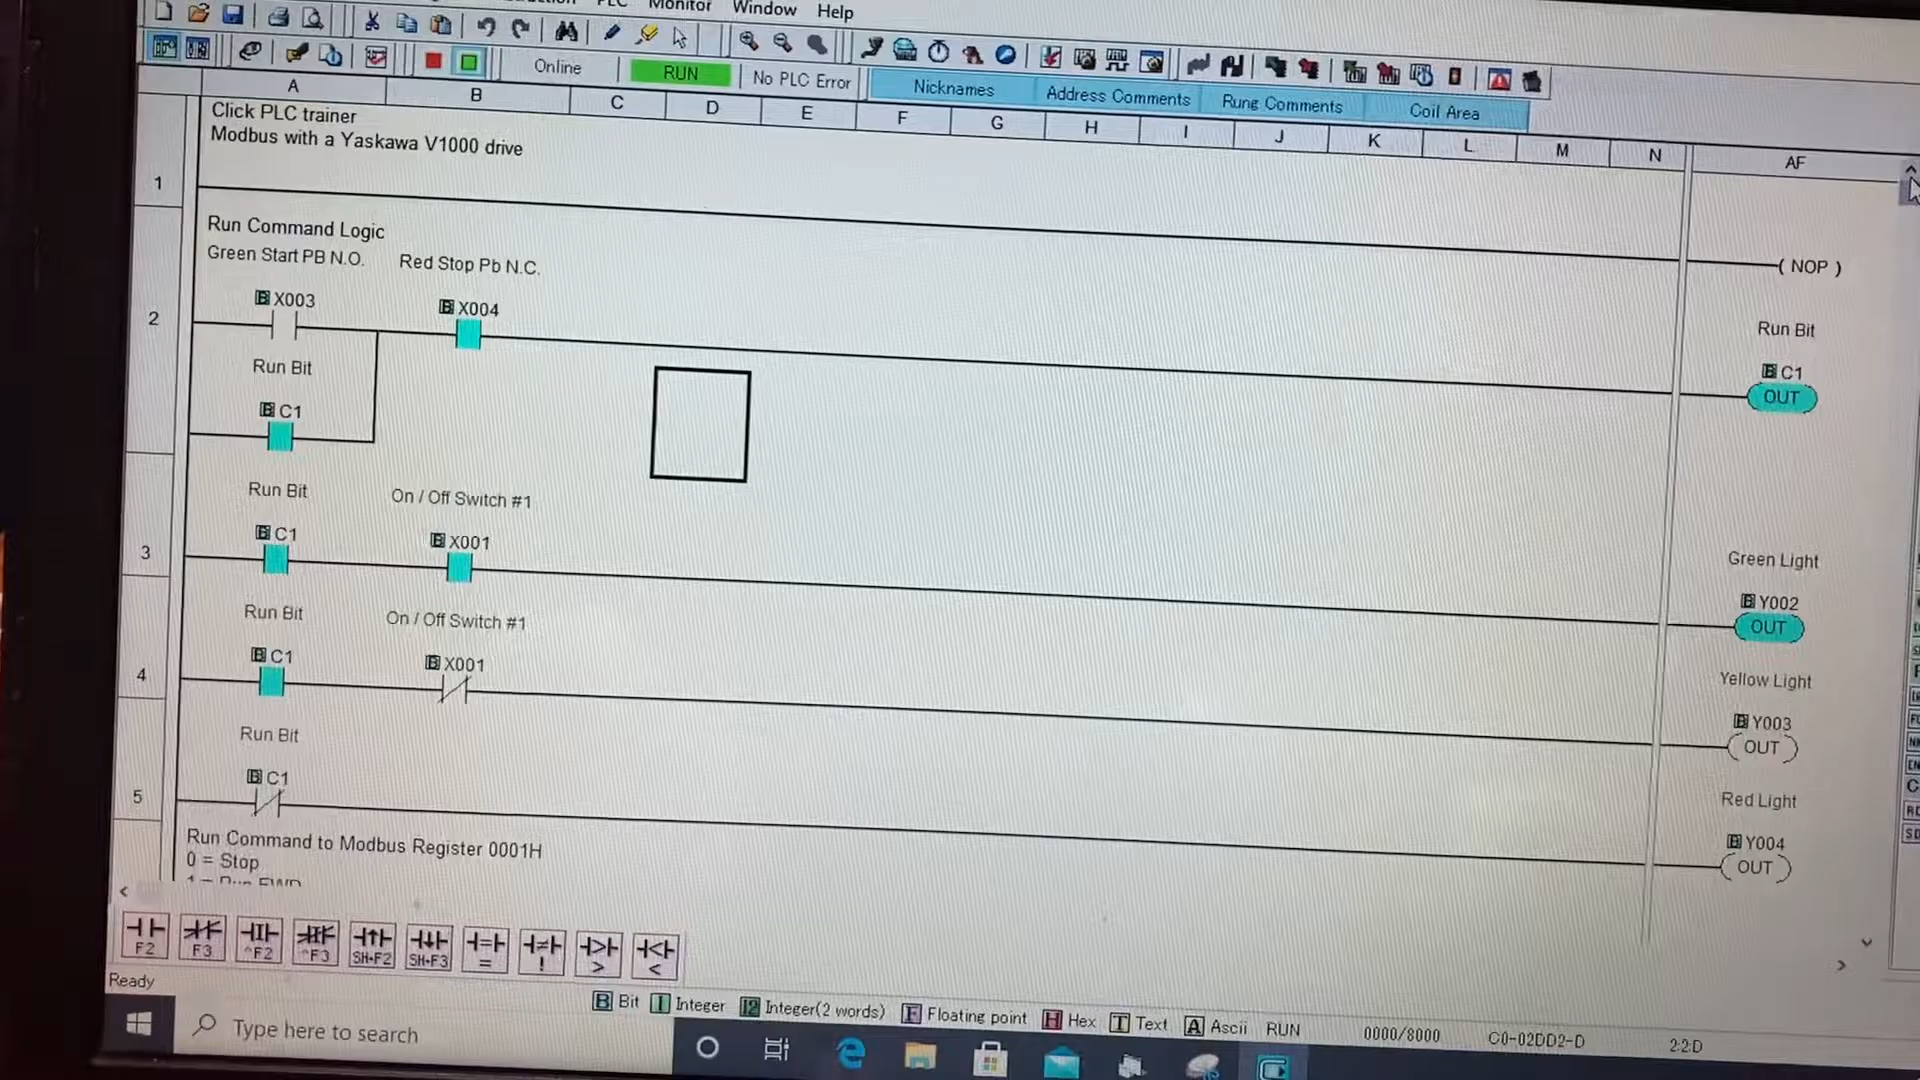 PLC Monitor Window Help
Online RUN No PLC Error Nicknames Address Comments Rung Comments Coil Area
A B C D E F G H I J K L M N AF
Click PLC trainer
Modbus with a Yaskawa V1000 drive
1
( NOP )
Run Command Logic
Green Start PB N.O. Red Stop Pb N.C.
2
B X003 B X004
Run Bit
B C1
OUT
Run Bit
B C1
Run Bit On / Off Switch #1
3
B C1 B X001
Green Light
B Y002
OUT
Run Bit On / Off Switch #1
4
B C1 B X001
Yellow Light
B Y003
OUT
Run Bit
5
B C1
Red Light
B Y004
OUT
Run Command to Modbus Register 0001H
0 = Stop
1 = Run FWD
F2 F3 ^F2 ^F3 SH+F2 SH+F3 = ! > <
Ready
B Bit I Integer I2 Integer(2 words) F Floating point H Hex T Text A Ascii RUN 0000/8000 C0-02DD2-D 2:2:D
Type here to search